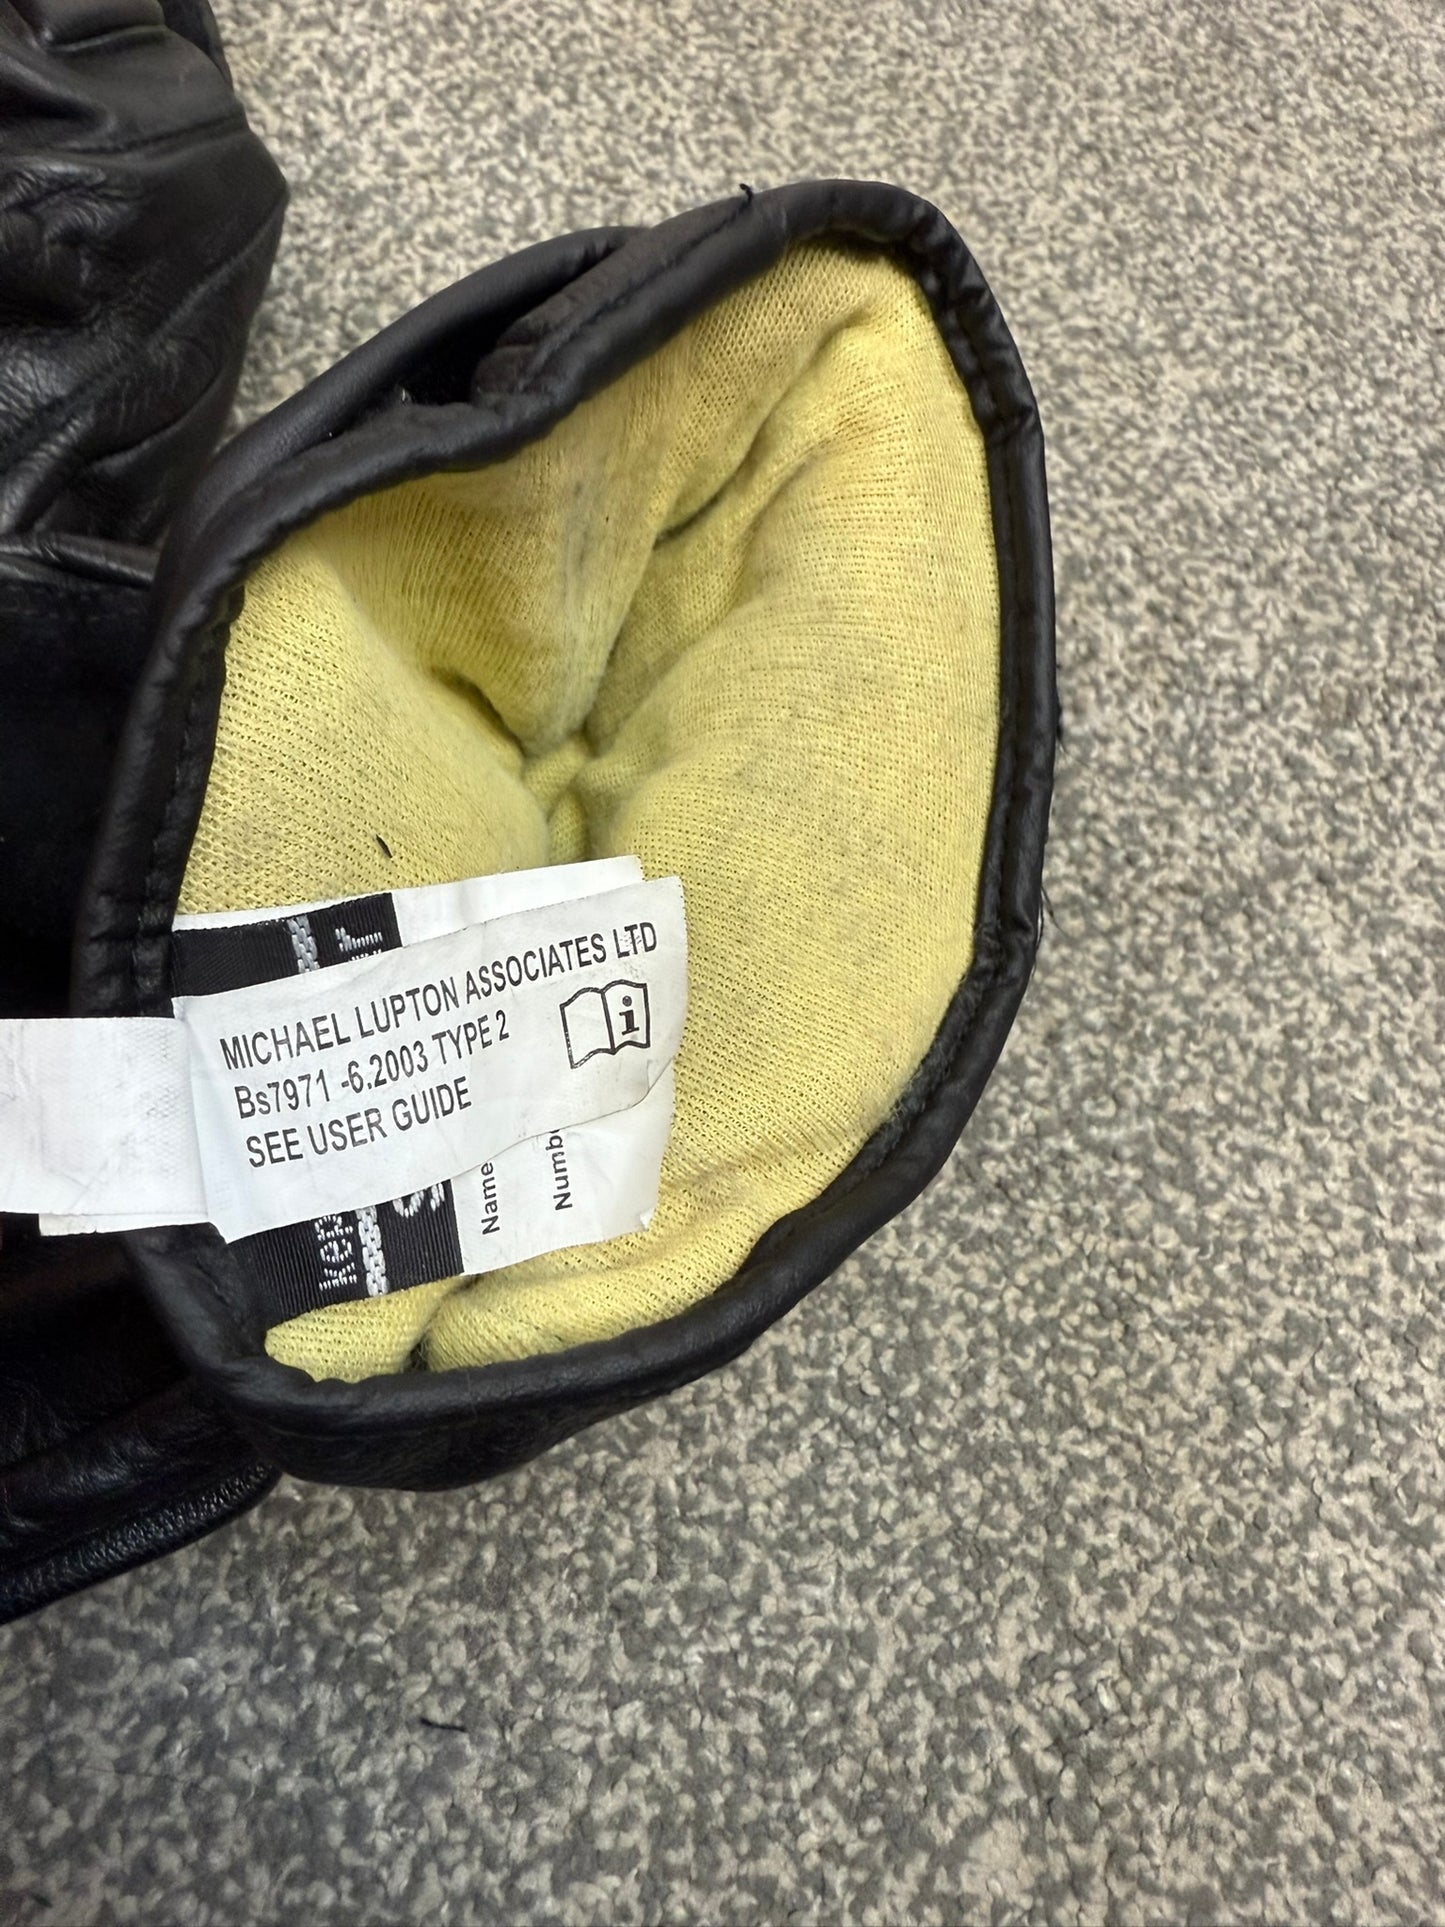 MICHAEL LUPTON ASSOCIATES LTD
Bs7971 -6.2003 TYPE 2
SEE USER GUIDE
i
Name